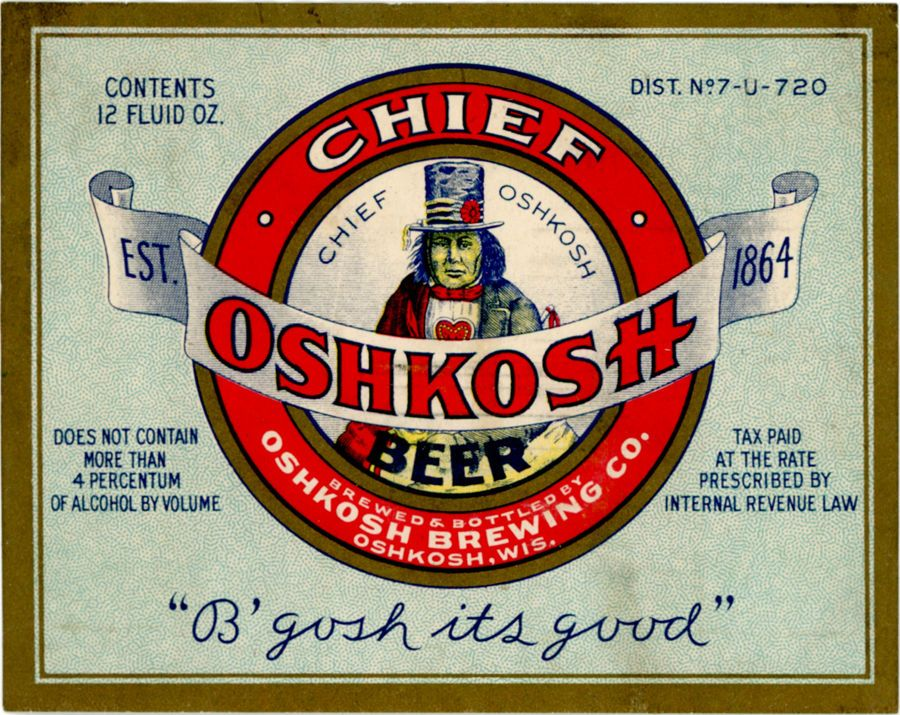 CONTENTS
12 FLUID OZ.
DIST. Nº7-U-720
CHIEF
CHIEF OSHKOSH
EST.
1864
OSHKOSH
BEER
DOES NOT CONTAIN
MORE THAN
4 PERCENTUM
OF ALCOHOL BY VOLUME
TAX PAID
AT THE RATE
PRESCRIBED BY
INTERNAL REVENUE LAW
BREWED & BOTTLED BY
OSHKOSH BREWING CO.
OSHKOSH, WIS.
"B'gosh its good"